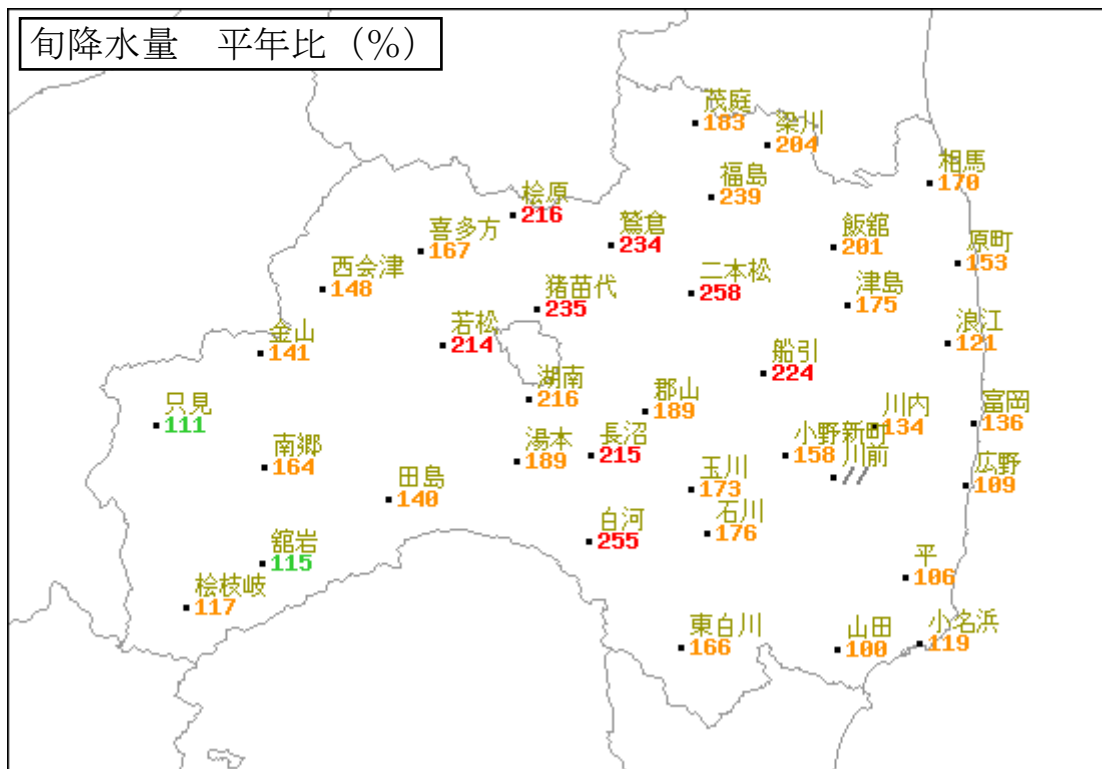 旬降水量　平年比（％）
茂庭
183
梁川
204
相馬
170
福島
239
桧原
216
鷲倉
234
喜多方
167
飯舘
201
原町
153
西会津
148
猪苗代
235
二本松
258
津島
175
金山
141
若松
214
浪江
121
船引
224
湖南
216
郡山
189
只見
111
川内
134
富岡
136
南郷
164
湯本
189
長沼
215
小野新町
158
川前
//
田島
140
玉川
173
広野
109
白河
255
石川
176
舘岩
115
桧枝岐
117
平
106
東白川
166
山田
100
小名浜
119